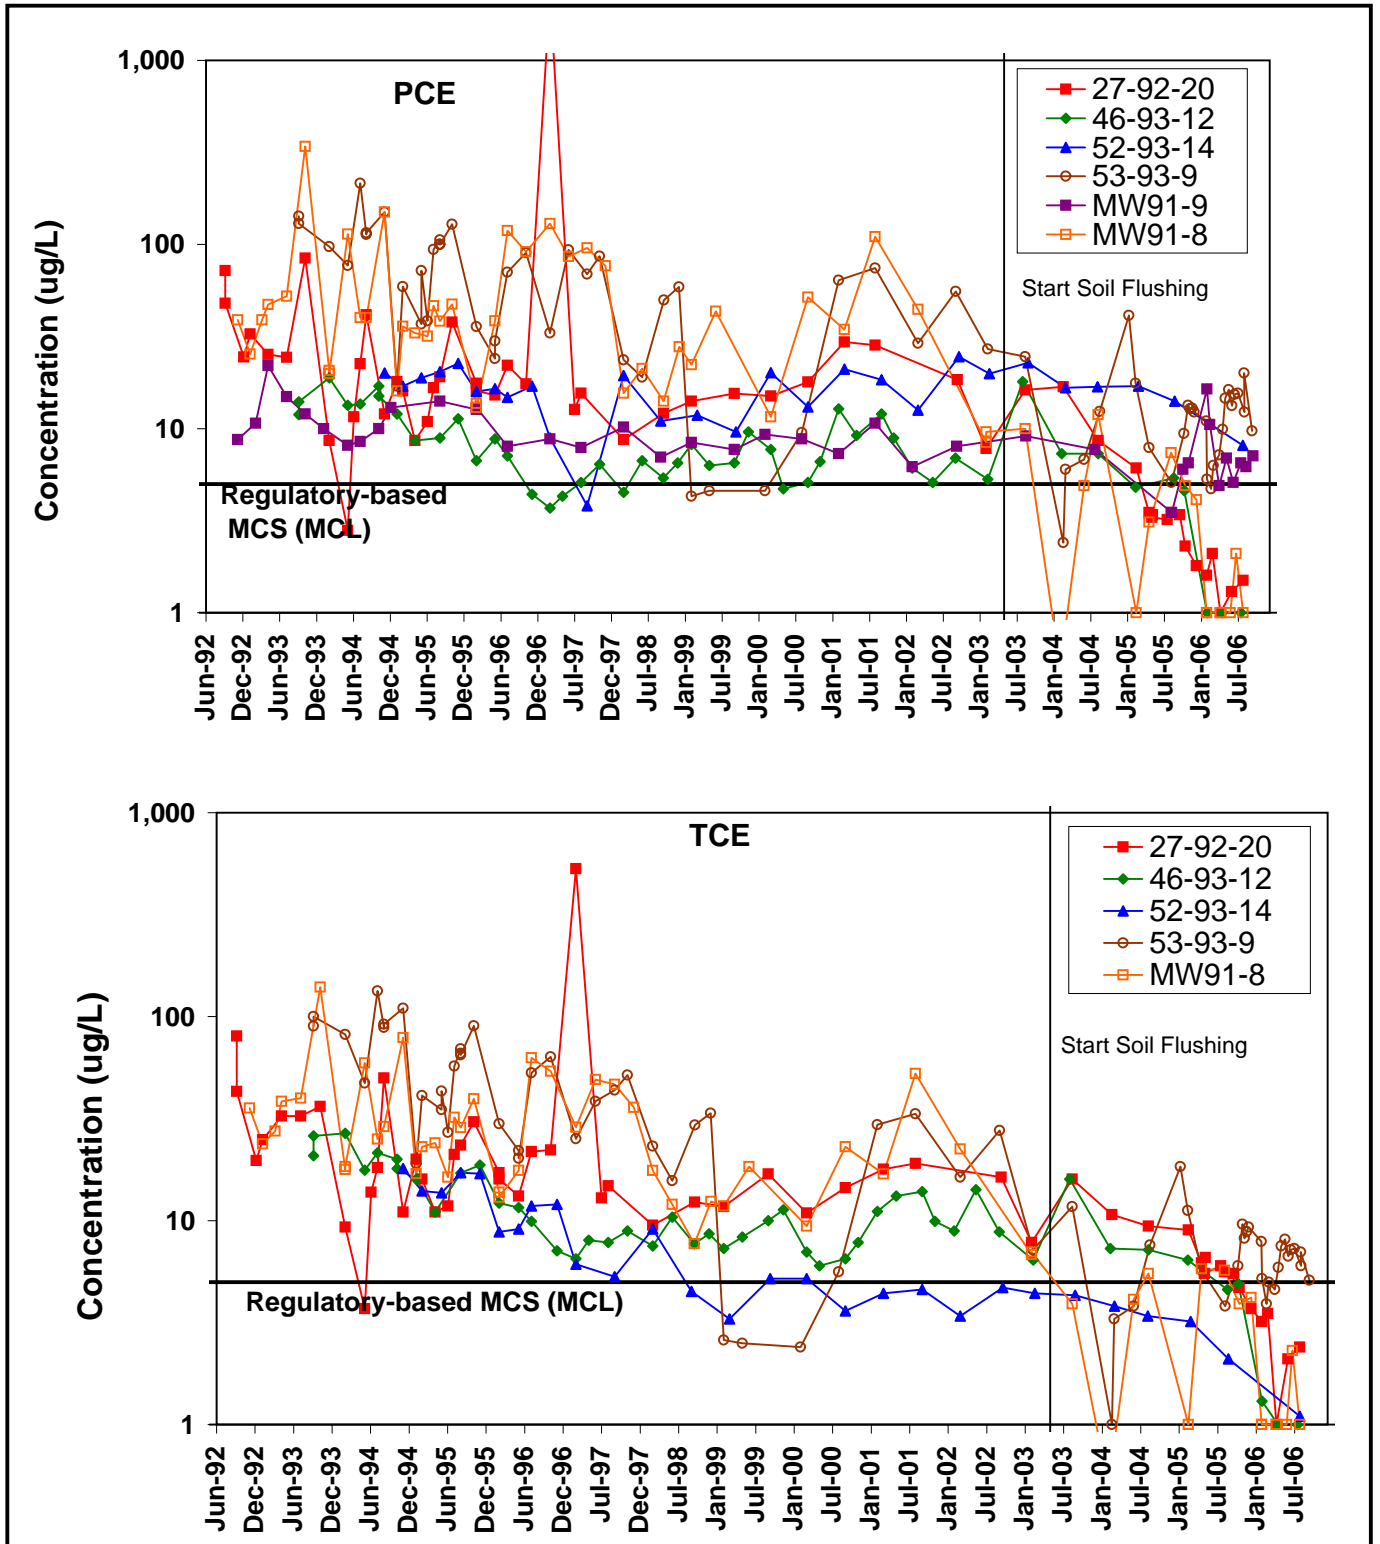 PCE
Concentration (ug/L)
1,000
100
10
1
27-92-20
46-93-12
52-93-14
53-93-9
MW91-9
MW91-8
Start Soil Flushing
Regulatory-based
MCS (MCL)
Jun-92
Dec-92
Jun-93
Dec-93
Jun-94
Dec-94
Jun-95
Dec-95
Jun-96
Dec-96
Jul-97
Dec-97
Jul-98
Jan-99
Jul-99
Jan-00
Jul-00
Jan-01
Jul-01
Jan-02
Jul-02
Jan-03
Jul-03
Jan-04
Jul-04
Jan-05
Jul-05
Jan-06
Jul-06
TCE
Concentration (ug/L)
1,000
100
10
1
27-92-20
46-93-12
52-93-14
53-93-9
MW91-8
Start Soil Flushing
Regulatory-based MCS (MCL)
Jun-92
Dec-92
Jun-93
Dec-93
Jun-94
Dec-94
Jun-95
Dec-95
Jun-96
Dec-96
Jul-97
Dec-97
Jul-98
Jan-99
Jul-99
Jan-00
Jul-00
Jan-01
Jul-01
Jan-02
Jul-02
Jan-03
Jul-03
Jan-04
Jul-04
Jan-05
Jul-05
Jan-06
Jul-06